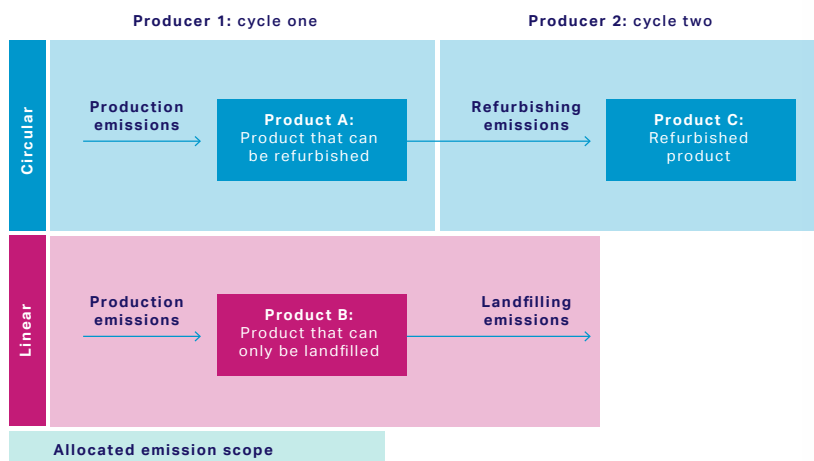 Producer 1: cycle one
Producer 2: cycle two
Circular
Production
emissions
Product A:
Product that can
be refurbished
Refurbishing
emissions
Product C:
Refurbished
product
Linear
Production
emissions
Product B:
Product that can
only be landfilled
Landfilling
emissions
Allocated emission scope